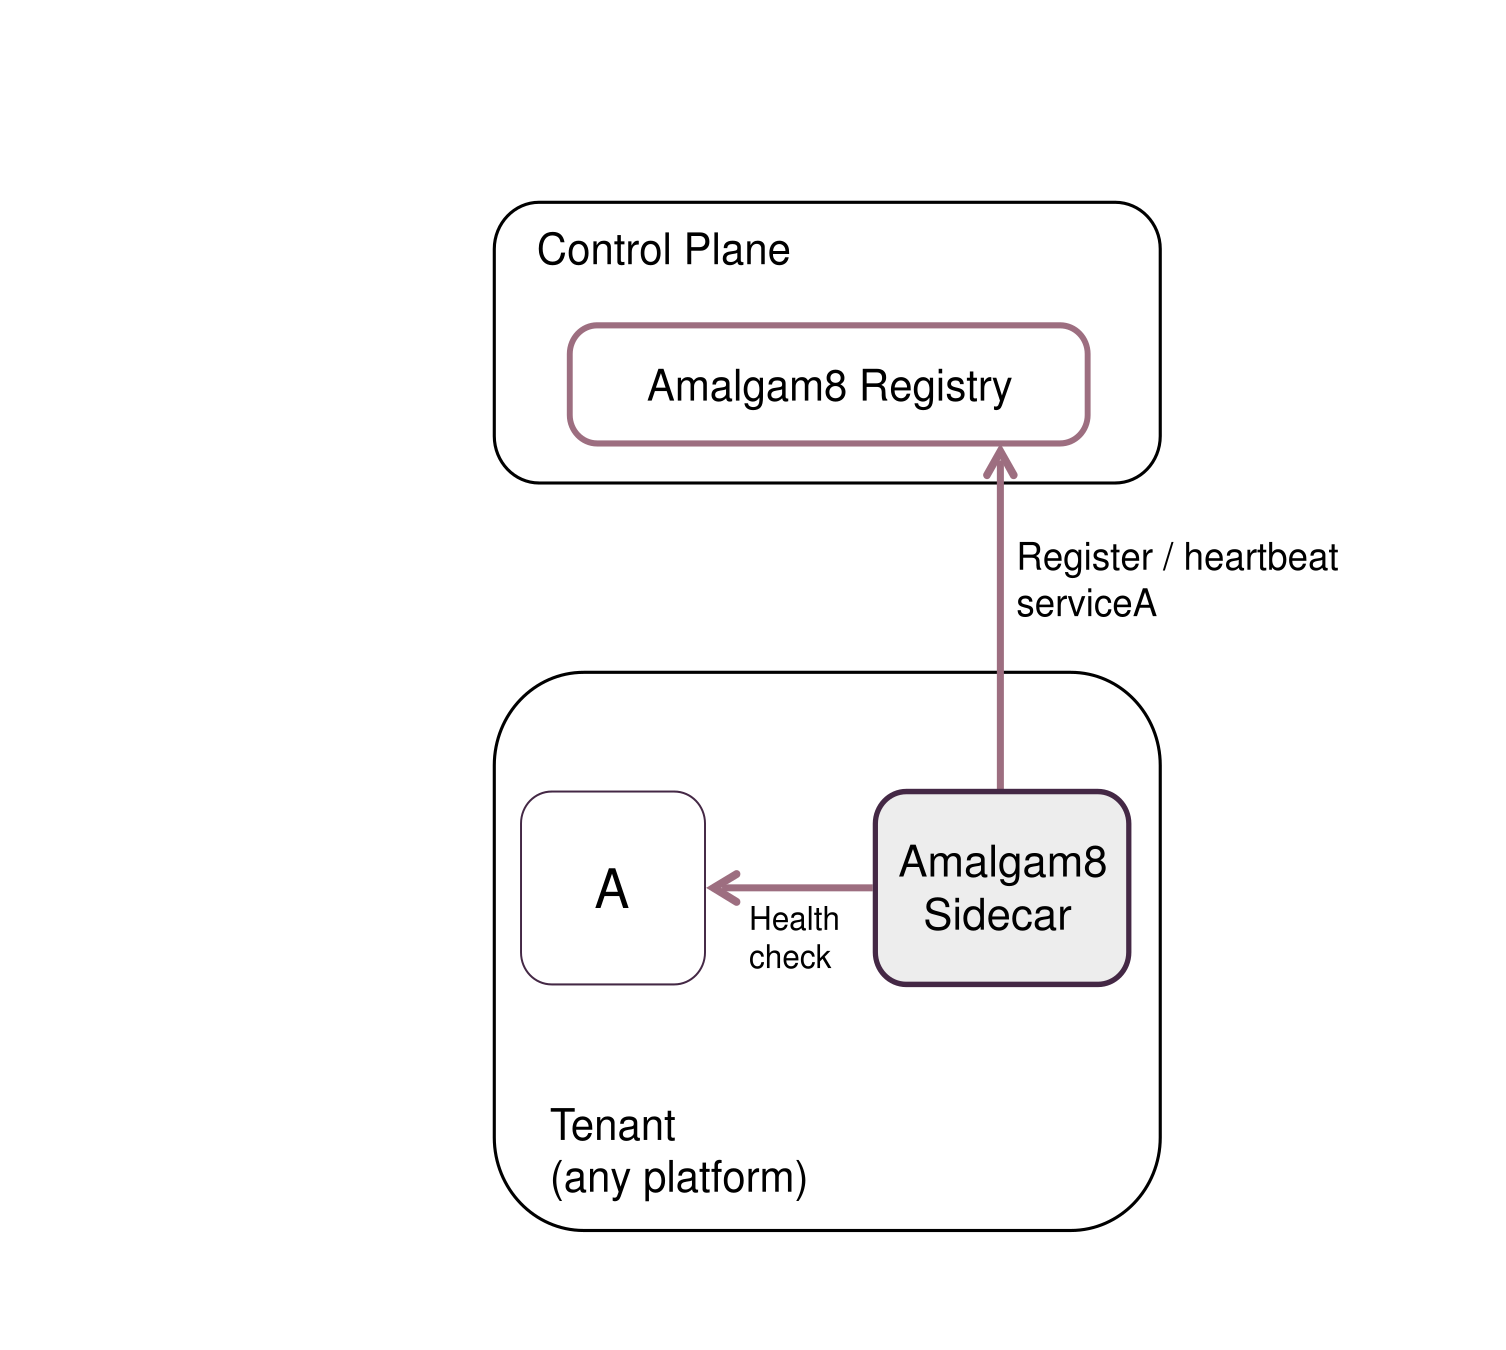 Control Plane
Amalgam8 Registry
Register / heartbeat
serviceA
A
Health
check
Amalgam8
Sidecar
Tenant
(any platform)